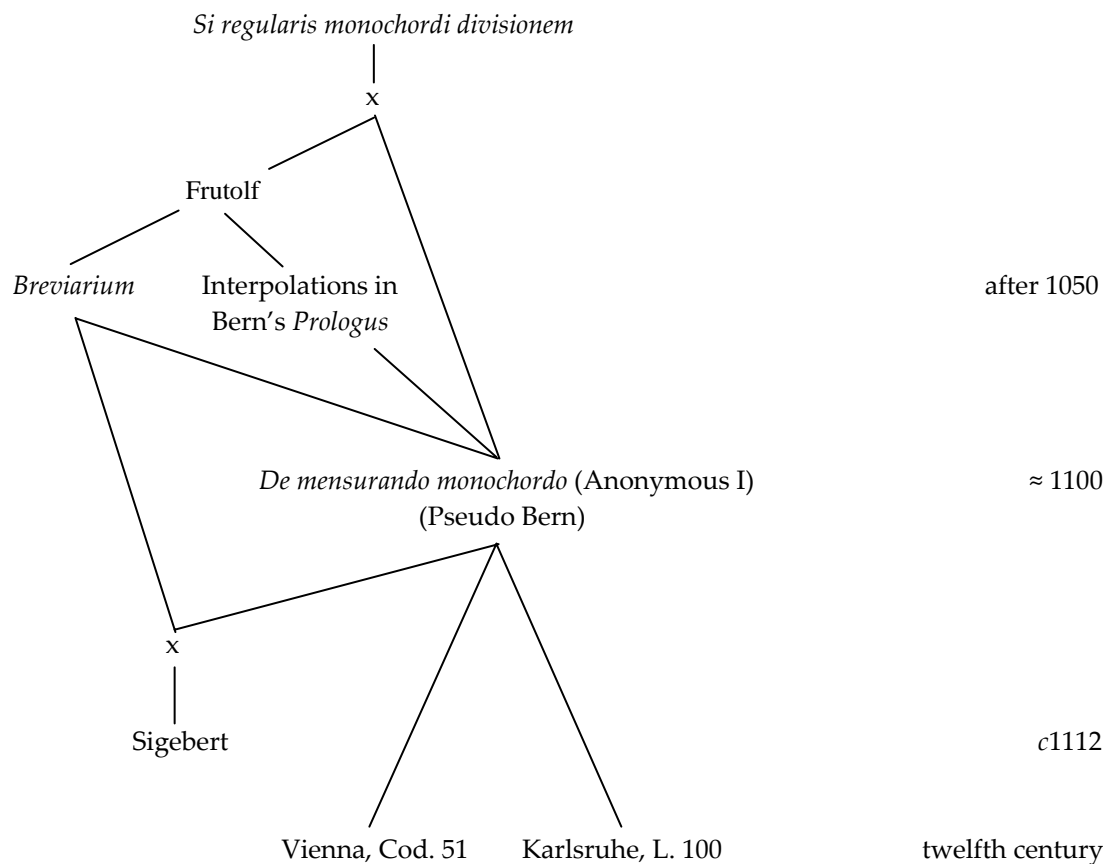 Si regularis monochordi divisionem
x
Frutolf
Breviarium
Interpolations in
Bern’s Prologus
after 1050
De mensurando monochordo (Anonymous I)
(Pseudo Bern)
≈ 1100
x
Sigebert
c1112
Vienna, Cod. 51
Karlsruhe, L. 100
twelfth century